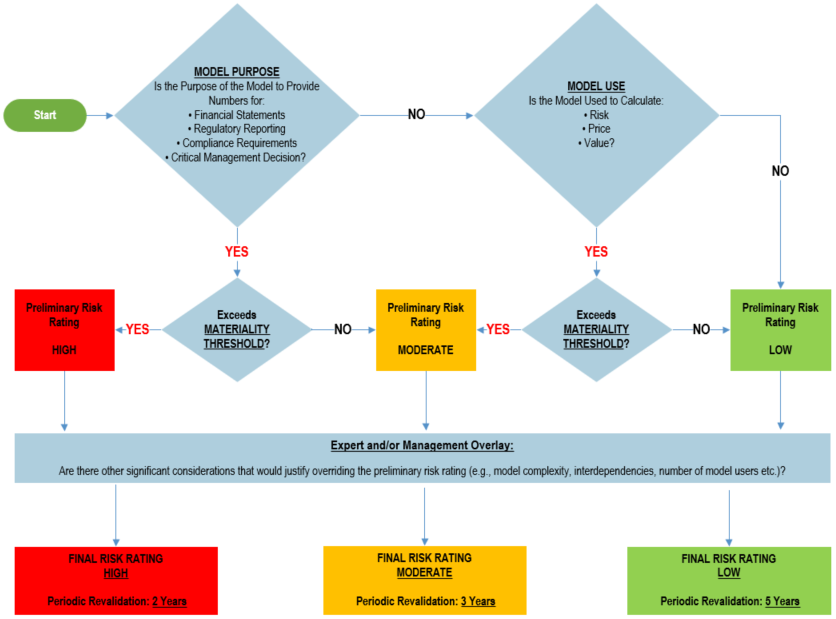 MODEL PURPOSE
Is the Purpose of the Model to Provide
Numbers for:
• Financial Statements
• Regulatory Reporting
• Compliance Requirements
• Critical Management Decision?
MODEL USE
Is the Model Used to Calculate:
• Risk
• Price
• Value?
Start
NO
NO
YES
YES
Preliminary Risk
Rating
HIGH
YES
Exceeds
MATERIALITY
THRESHOLD?
NO
Preliminary Risk
Rating
MODERATE
YES
Exceeds
MATERIALITY
THRESHOLD?
NO
Preliminary Risk
Rating
LOW
Expert and/or Management Overlay:
Are there other significant considerations that would justify overriding the preliminary risk rating (e.g., model complexity, interdependencies, number of model users etc.)?
FINAL RISK RATING
HIGH
Periodic Revalidation: 2 Years
FINAL RISK RATING
MODERATE
Periodic Revalidation: 3 Years
FINAL RISK RATING
LOW
Periodic Revalidation: 5 Years